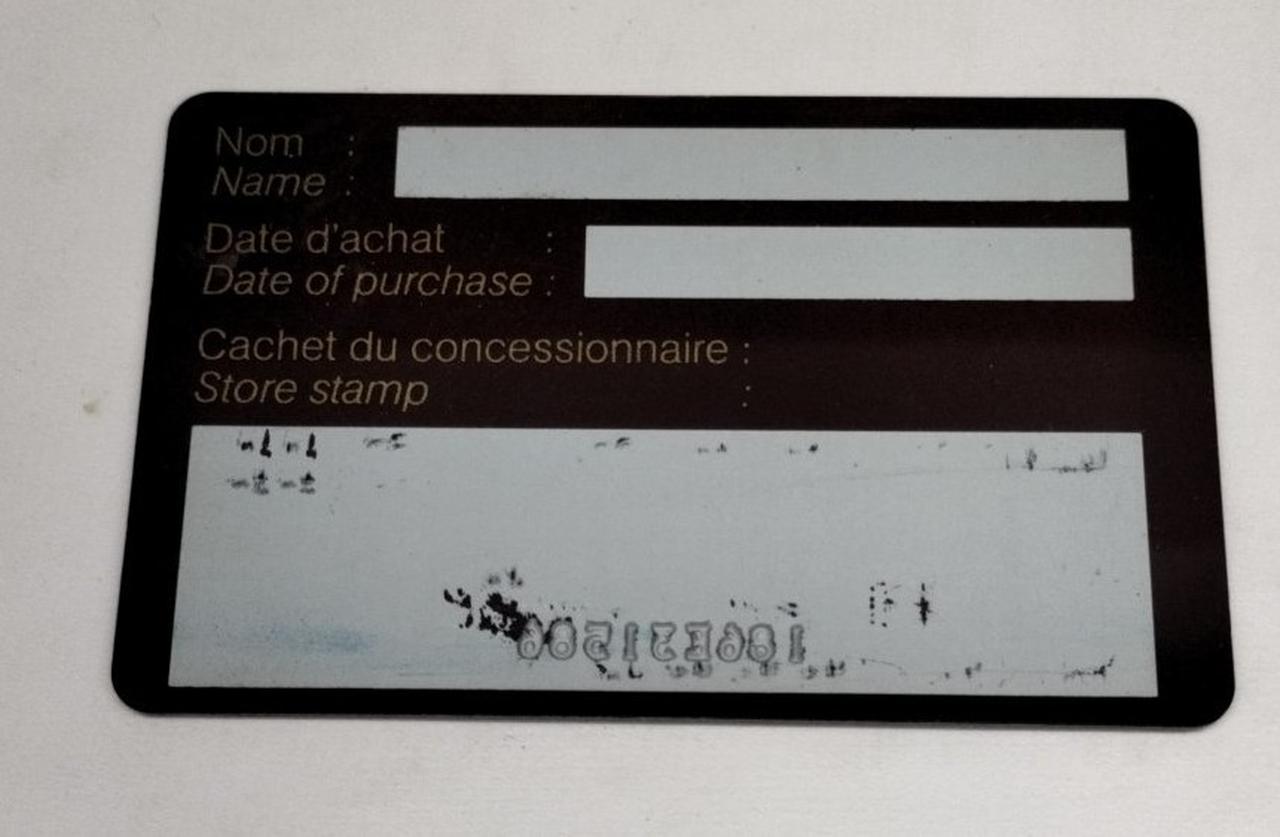 Nom :
Name :
Date d'achat :
Date of purchase :
Cachet du concessionnaire :
Store stamp :